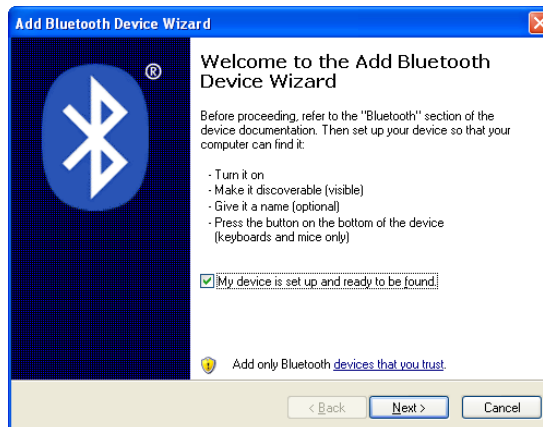 Add Bluetooth Device Wizard
®
Welcome to the Add Bluetooth
Device Wizard
Before proceeding, refer to the "Bluetooth" section of the
device documentation. Then set up your device so that your
computer can find it:
- Turn it on
- Make it discoverable (visible)
- Give it a name (optional)
- Press the button on the bottom of the device
(keyboards and mice only)
My device is set up and ready to be found.
Add only Bluetooth devices that you trust.
< Back
Next >
Cancel